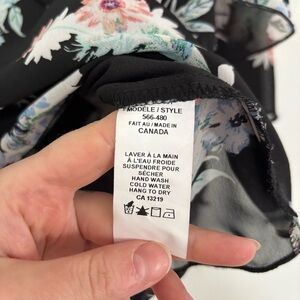 MODÈLE / STYLE
566-480
FAIT AU / MADE IN
CANADA
LAVER À LA MAIN
À L'EAU FROIDE
SUSPENDRE POUR
SÉCHER
HAND WASH
COLD WATER
HANG TO DRY
CA 13219